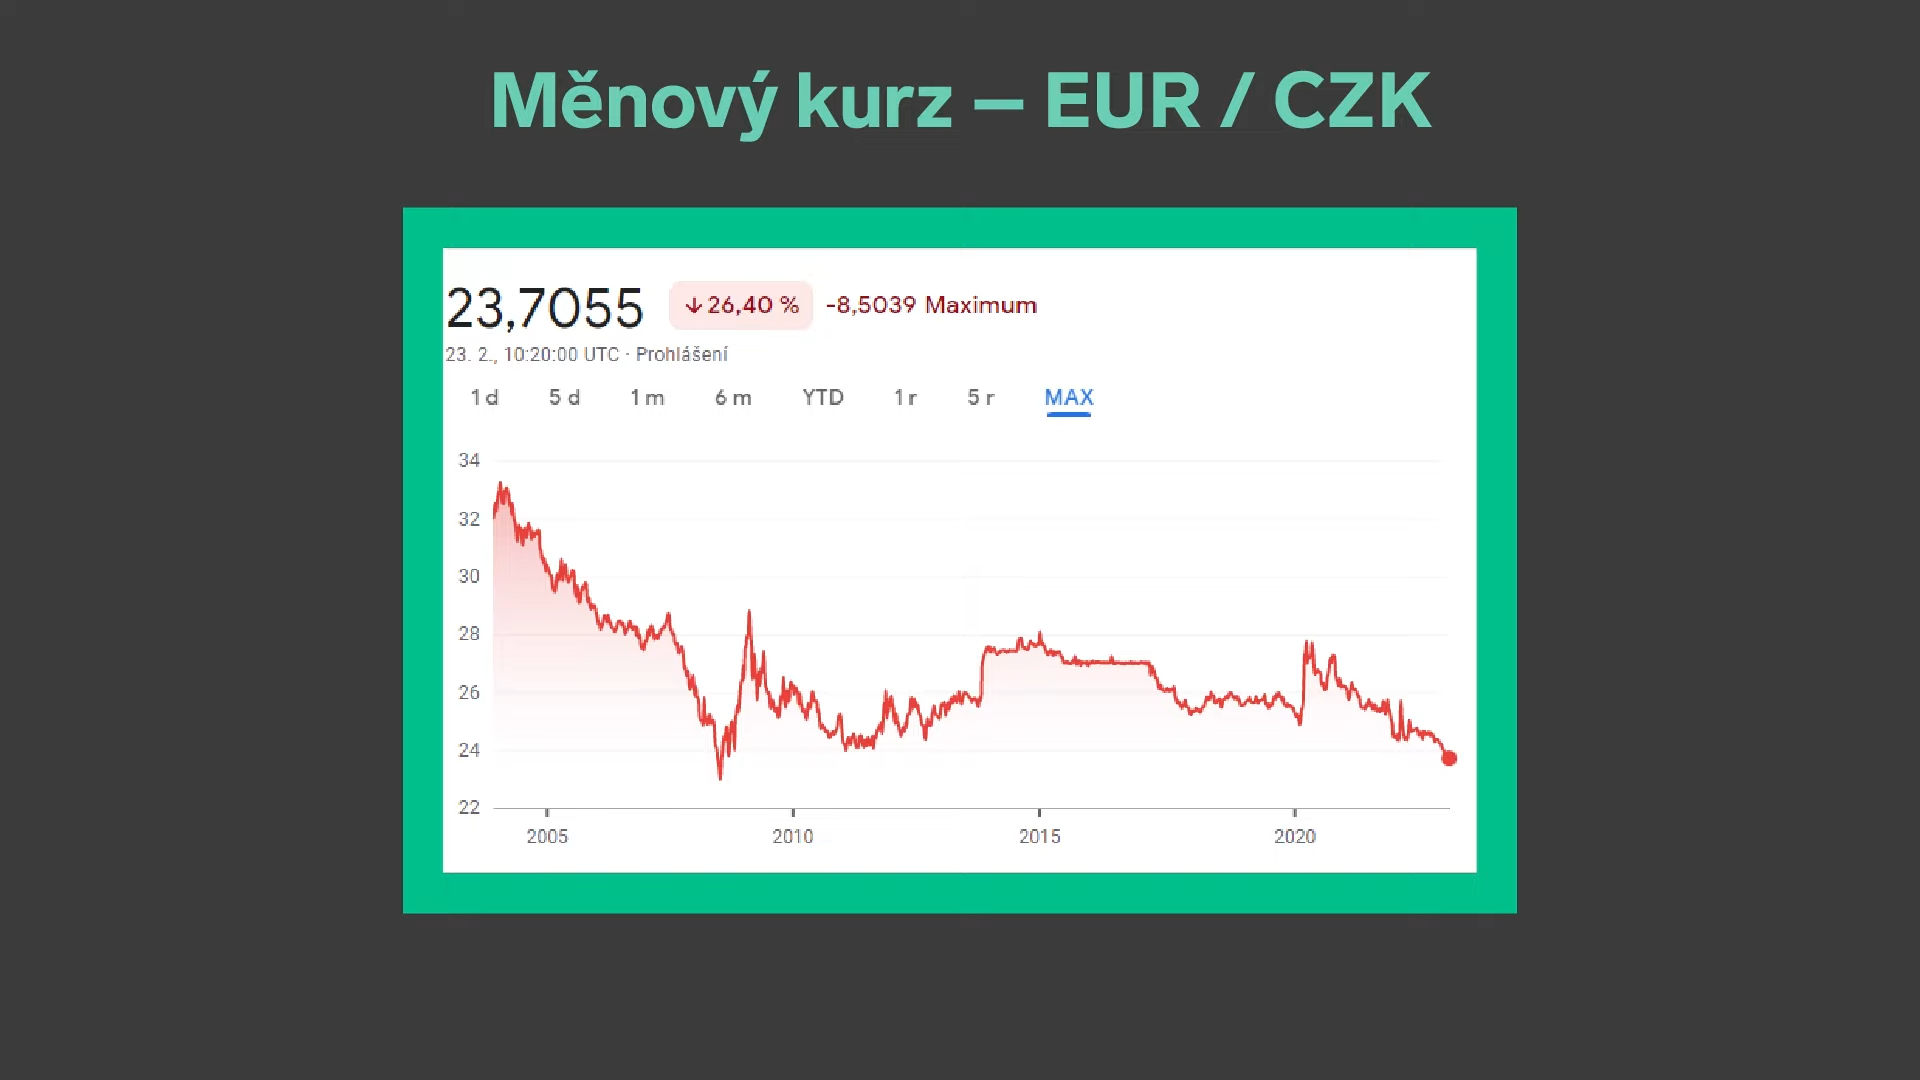 Měnový kurz – EUR / CZK
23,7055 ↓26,40 % -8,5039 Maximum
23. 2., 10:20:00 UTC · Prohlášení
1 d 5 d 1 m 6 m YTD 1 r 5 r MAX
34
32
30
28
26
24
22
2005 2010 2015 2020